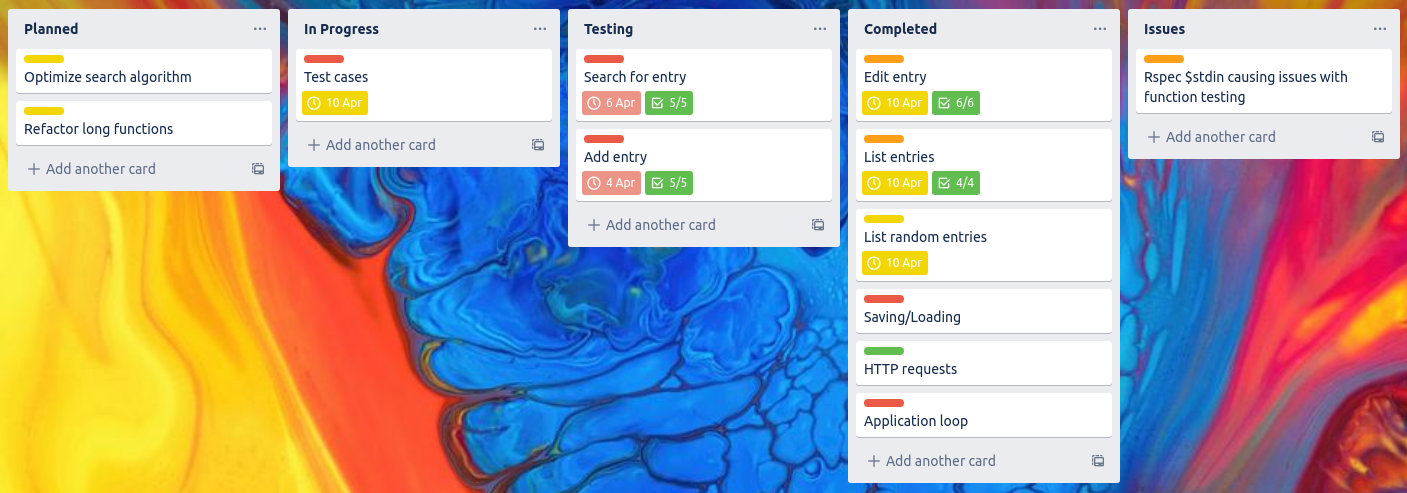 Planned
Optimize search algorithm
Refactor long functions
Add another card
In Progress
Test cases
10 Apr
Add another card
Testing
Search for entry
6 Apr 5/5
Add entry
4 Apr 5/5
Add another card
Completed
Edit entry
10 Apr 6/6
List entries
10 Apr 4/4
List random entries
10 Apr
Saving/Loading
HTTP requests
Application loop
Add another card
Issues
Rspec $stdin causing issues with
function testing
Add another card